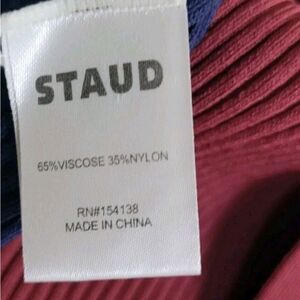 STAUD
65%VISCOSE 35%NYLON
RN#154138
MADE IN CHINA